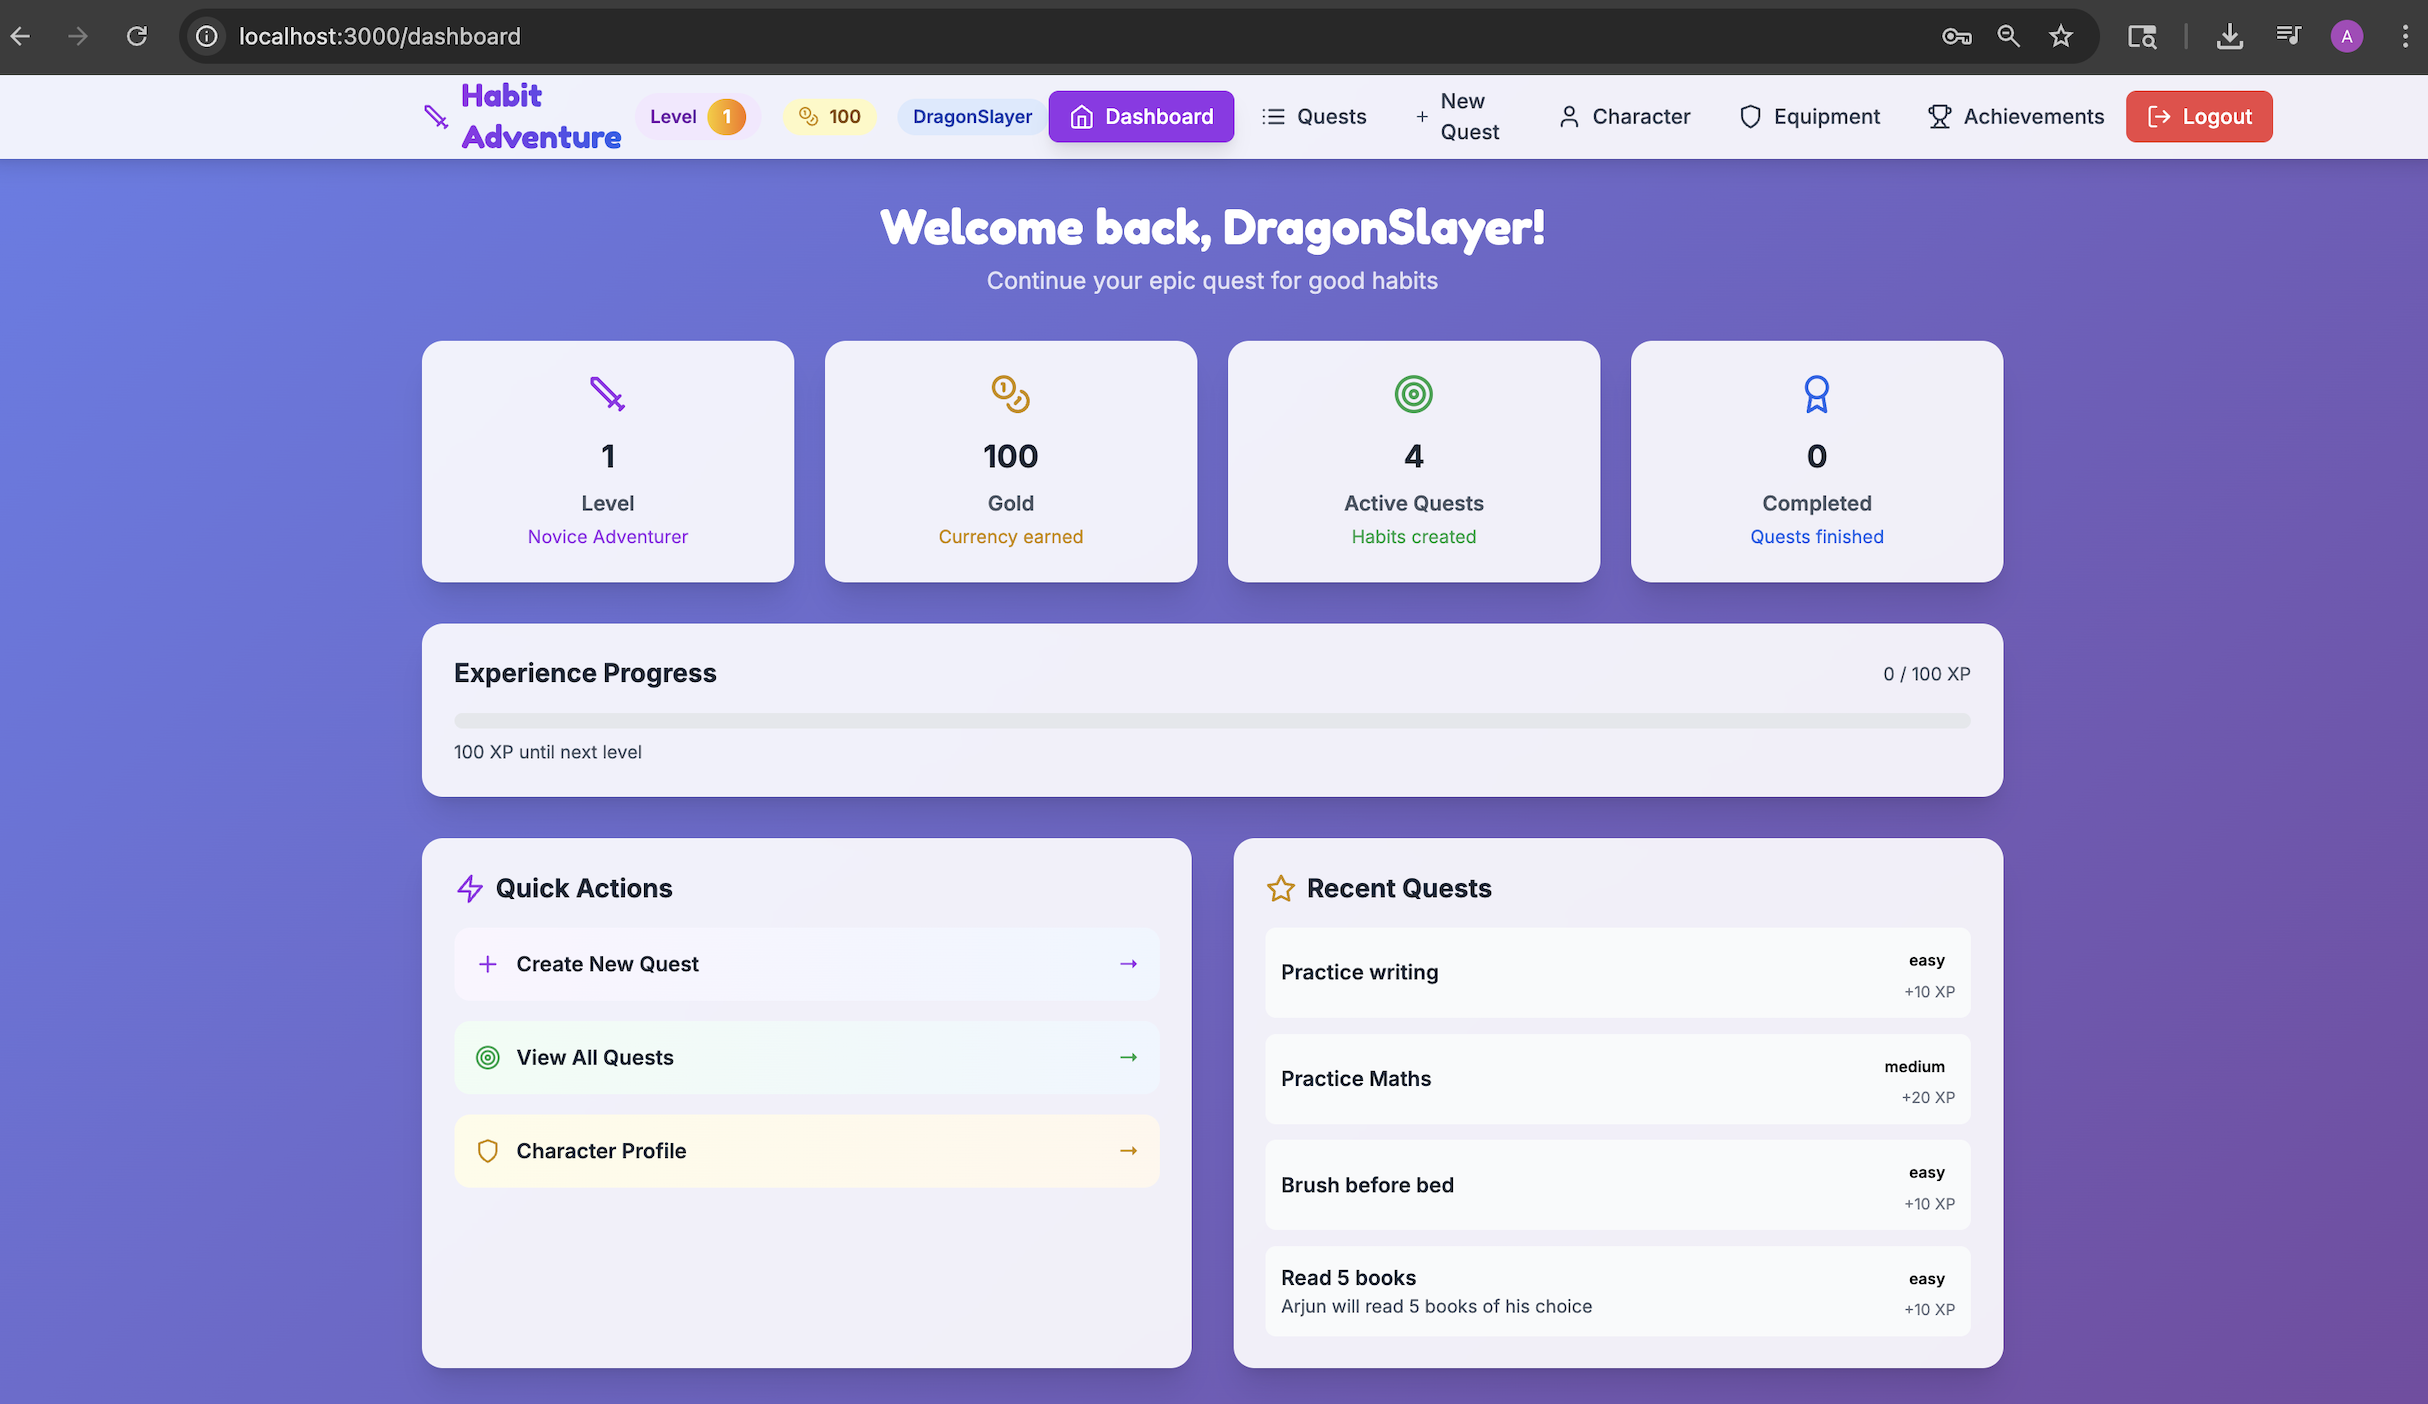 localhost:3000/dashboard
A
Habit
Adventure
Level 1
100
DragonSlayer
Dashboard
Quests
+ New
Quest
Character
Equipment
Achievements
Logout
Welcome back, DragonSlayer!
Continue your epic quest for good habits
1
Level
Novice Adventurer
100
Gold
Currency earned
4
Active Quests
Habits created
0
Completed
Quests finished
Experience Progress
0 / 100 XP
100 XP until next level
Quick Actions
+ Create New Quest →
View All Quests →
Character Profile →
Recent Quests
Practice writing
easy
+10 XP
Practice Maths
medium
+20 XP
Brush before bed
easy
+10 XP
Read 5 books
Arjun will read 5 books of his choice
easy
+10 XP